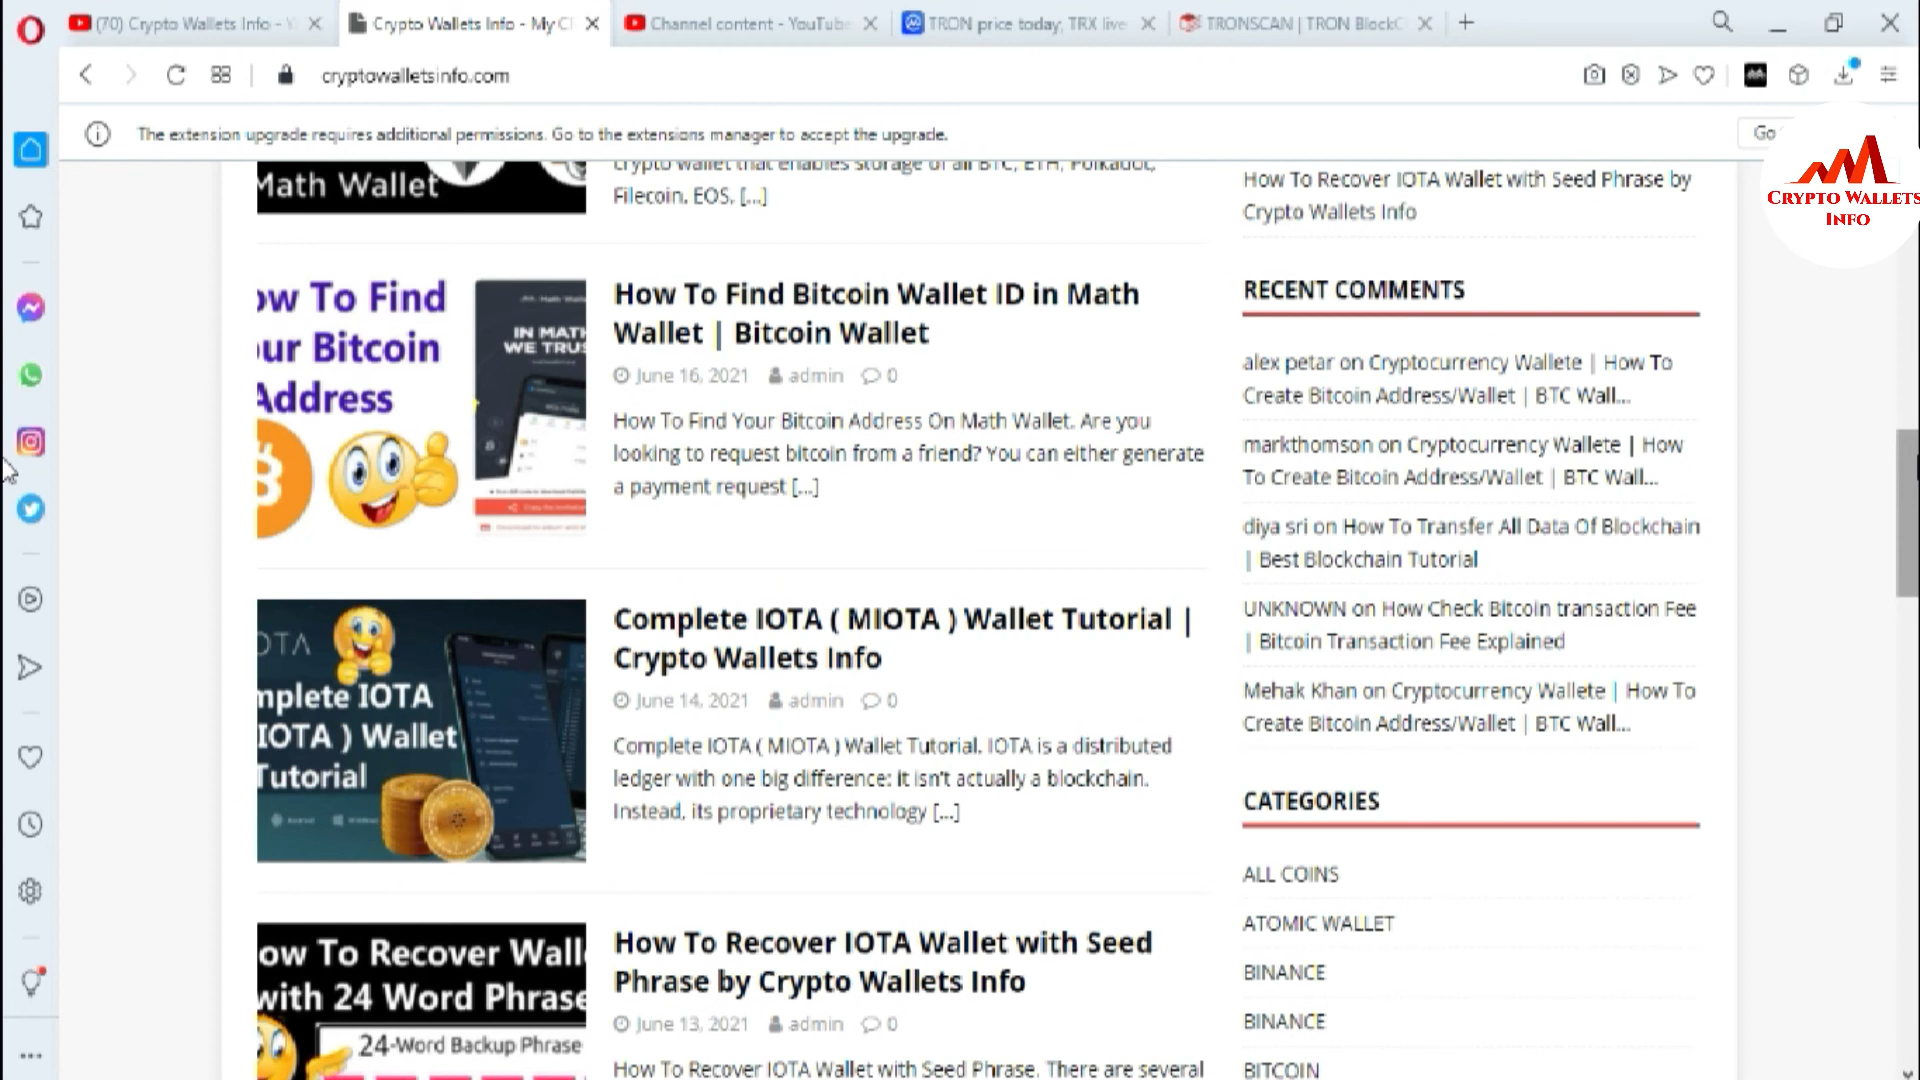 (70) Crypto Wallets Info - Y
Crypto Wallets Info - My C
Channel content - YouTube
TRON price today, TRX live
TRONSCAN | TRON BlockC
cryptowalletsinfo.com
The extension upgrade requires additional permissions. Go to the extensions manager to accept the upgrade.
Go
CRYPTO WALLETS
INFO
Math Wallet
crypto wallet that enables storage of all BTC, ETH, Polkadot,
Filecoin, EOS, [...]
How To Recover IOTA Wallet with Seed Phrase by
Crypto Wallets Info
ow To Find
ur Bitcoin
Address
IN MATH
WE TRUS
How To Find Bitcoin Wallet ID in Math
Wallet | Bitcoin Wallet
June 16, 2021 admin 0
How To Find Your Bitcoin Address On Math Wallet. Are you
looking to request bitcoin from a friend? You can either generate
a payment request [...]
RECENT COMMENTS
alex petar on Cryptocurrency Wallete | How To
Create Bitcoin Address/Wallet | BTC Wall...
markthomson on Cryptocurrency Wallete | How
To Create Bitcoin Address/Wallet | BTC Wall...
diya sri on How To Transfer All Data Of Blockchain
| Best Blockchain Tutorial
UNKNOWN on How Check Bitcoin transaction Fee
| Bitcoin Transaction Fee Explained
Mehak Khan on Cryptocurrency Wallete | How To
Create Bitcoin Address/Wallet | BTC Wall...
OTA
mplete IOTA
IOTA ) Wallet
Tutorial
Complete IOTA ( MIOTA ) Wallet Tutorial |
Crypto Wallets Info
June 14, 2021 admin 0
Complete IOTA ( MIOTA ) Wallet Tutorial. IOTA is a distributed
ledger with one big difference: it isn't actually a blockchain.
Instead, its proprietary technology [...]
CATEGORIES
ALL COINS
ATOMIC WALLET
BINANCE
BINANCE
BITCOIN
ow To Recover Wall
with 24 Word Phrase
24-Word Backup Phrase
How To Recover IOTA Wallet with Seed
Phrase by Crypto Wallets Info
June 13, 2021 admin 0
How To Recover IOTA Wallet with Seed Phrase. There are several